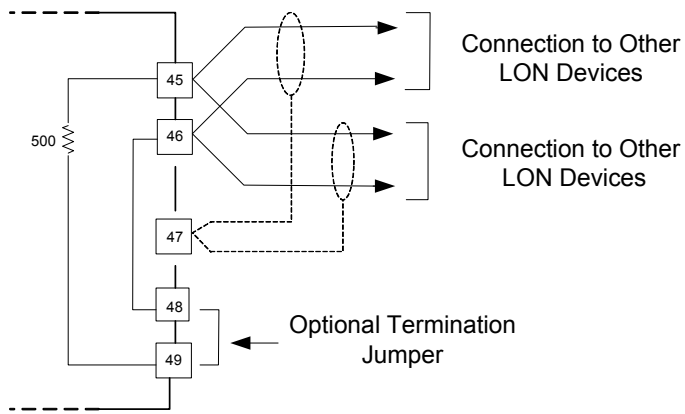 Connection to Other
LON Devices
45
46
500
Connection to Other
LON Devices
47
48
Optional Termination
Jumper
49